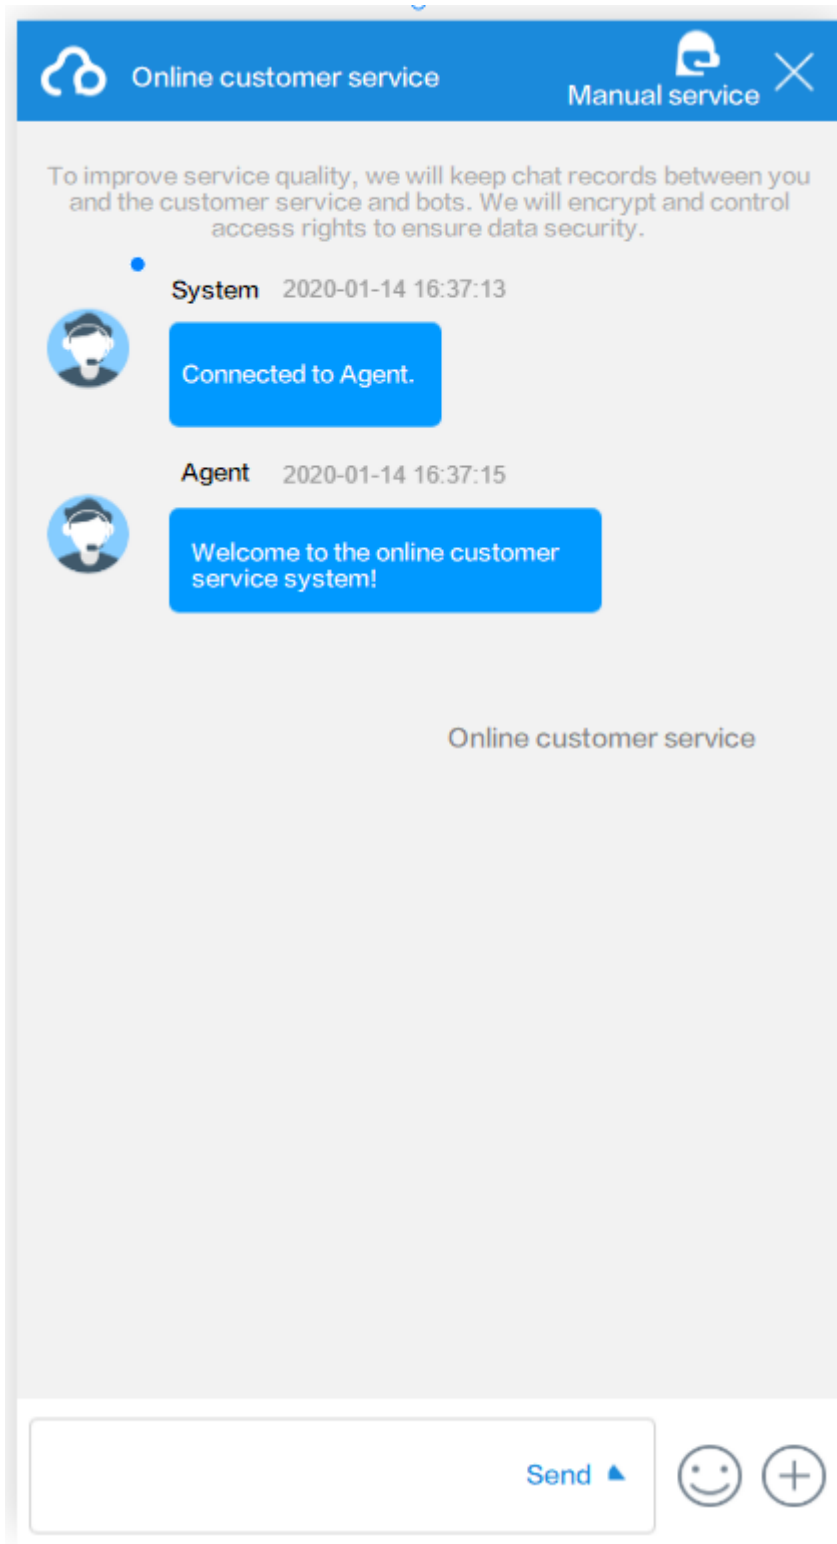 Online customer service
Manual service
To improve service quality, we will keep chat records between you
and the customer service and bots. We will encrypt and control
access rights to ensure data security.
System 2020-01-14 16:37:13
Connected to Agent.
Agent 2020-01-14 16:37:15
Welcome to the online customer
service system!
Online customer service
Send